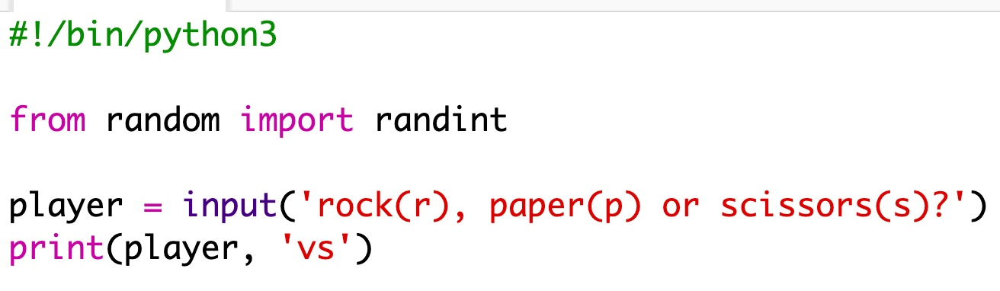 #!/bin/python3
from random import randint
player = input('rock(r), paper(p) or scissors(s)?')
print(player, 'vs')